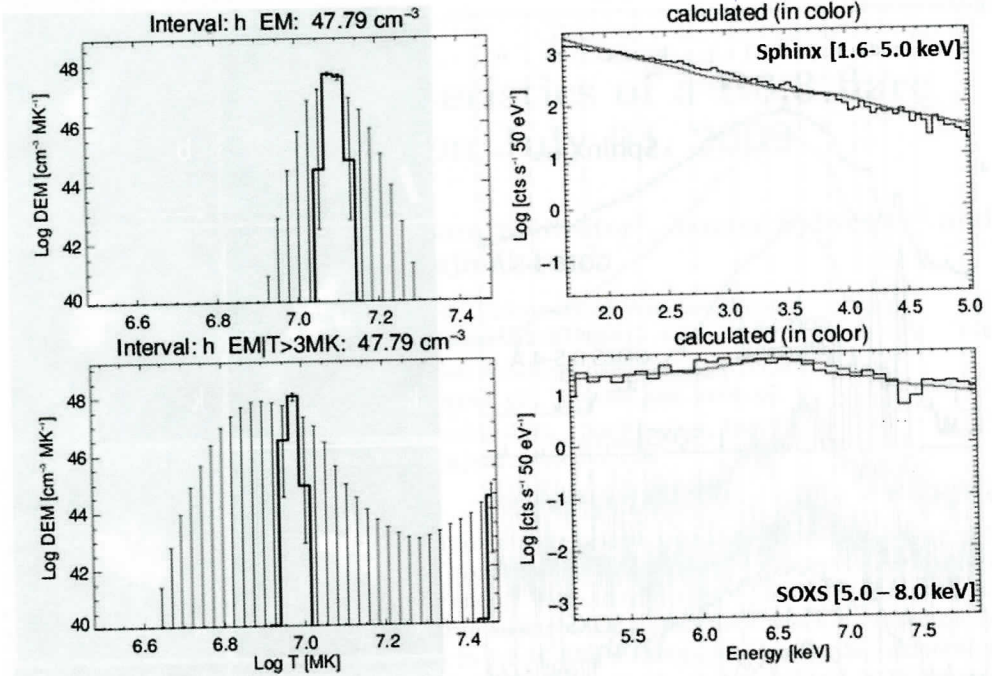 Interval: h EM: 47.79 cm⁻³
48
46
44
42
40
Log DEM [cm⁻³ MK⁻¹]
6.6 6.8 7.0 7.2 7.4
calculated (in color)
Sphinx [1.6- 5.0 keV]
3
2
1
0
−1
Log [cts s⁻¹ 50 eV⁻¹]
2.0 2.5 3.0 3.5 4.0 4.5 5.0
Interval: h EM|T>3MK: 47.79 cm⁻³
48
46
44
42
40
Log DEM [cm⁻³ MK⁻¹]
6.6 6.8 7.0 7.2 7.4
Log T [MK]
calculated (in color)
1
0
−1
−2
−3
Log [cts s⁻¹ 50 eV⁻¹]
SOXS [5.0 – 8.0 keV]
5.5 6.0 6.5 7.0 7.5
Energy [keV]